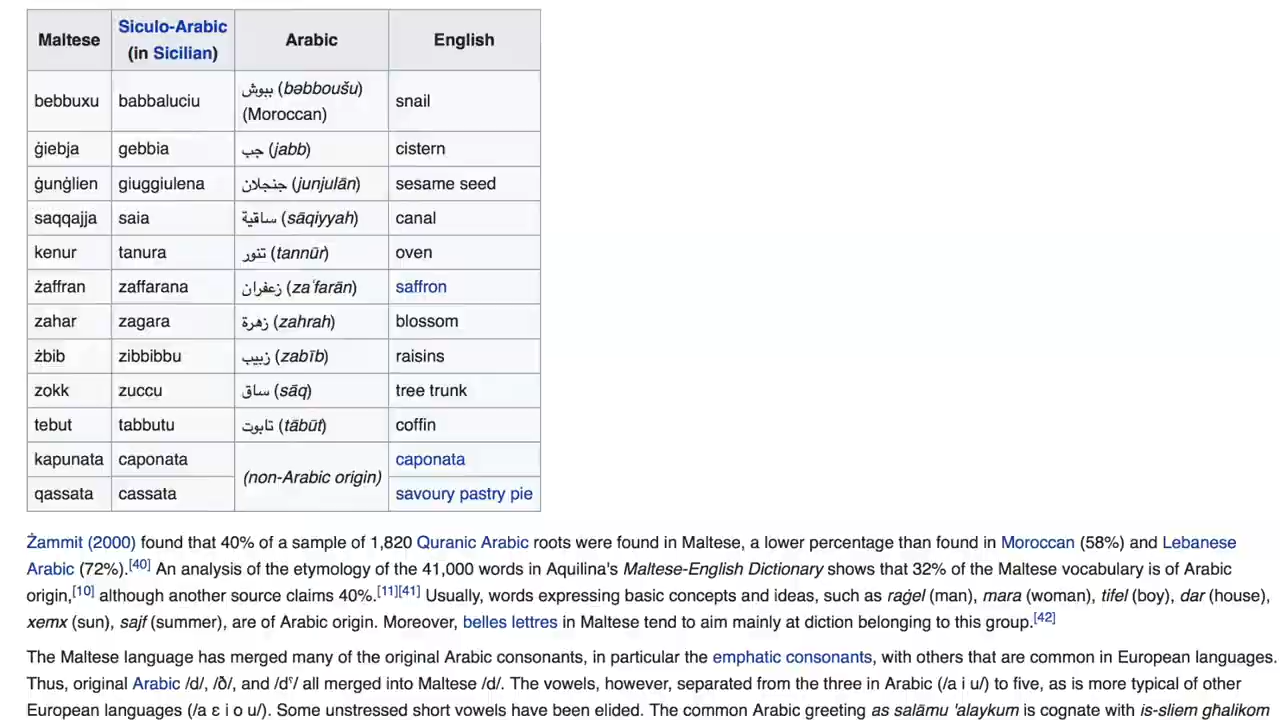 Maltese Siculo-Arabic (in Sicilian) Arabic English
bebbuxu babbaluciu ببوش (bəbboušu) (Moroccan) snail
ġiebja gebbia جب (jabb) cistern
ġunġlien giuggiulena جنجلان (junjulān) sesame seed
saqqajja saia ساقية (sāqiyyah) canal
kenur tanura تنور (tannūr) oven
żaffran zaffarana زعفران (zaʿfarān) saffron
zahar zagara زهرة (zahrah) blossom
żbib zibbibbu زبيب (zabīb) raisins
zokk zuccu ساق (sāq) tree trunk
tebut tabbutu تابوت (tābūt) coffin
kapunata caponata (non-Arabic origin) caponata
qassata cassata savoury pastry pie
Żammit (2000) found that 40% of a sample of 1,820 Quranic Arabic roots were found in Maltese, a lower percentage than found in Moroccan (58%) and Lebanese
Arabic (72%).[40] An analysis of the etymology of the 41,000 words in Aquilina's Maltese-English Dictionary shows that 32% of the Maltese vocabulary is of Arabic
origin,[10] although another source claims 40%.[11][41] Usually, words expressing basic concepts and ideas, such as raġel (man), mara (woman), tifel (boy), dar (house),
xemx (sun), sajf (summer), are of Arabic origin. Moreover, belles lettres in Maltese tend to aim mainly at diction belonging to this group.[42]
The Maltese language has merged many of the original Arabic consonants, in particular the emphatic consonants, with others that are common in European languages.
Thus, original Arabic /d/, /ð/, and /dˤ/ all merged into Maltese /d/. The vowels, however, separated from the three in Arabic (/a i u/) to five, as is more typical of other
European languages (/a ɛ i o u/). Some unstressed short vowels have been elided. The common Arabic greeting as salāmu 'alaykum is cognate with is-sliem għalikom